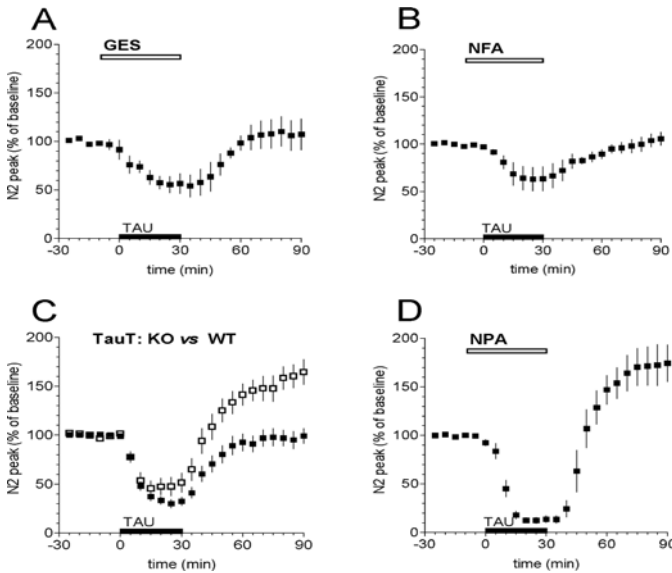 A
GES
N2 peak (% of baseline)
200
150
100
50
0
TAU
-30 0 30 60 90
time (min)
B
NFA
N2 peak (% of baseline)
200
150
100
50
0
TAU
-30 0 30 60 90
time (min)
C
TauT: KO vs WT
N2 peak (% of baseline)
200
150
100
50
0
TAU
-30 0 30 60 90
time (min)
D
NPA
N2 peak (% of baseline)
200
150
100
50
0
TAU
-30 0 30 60 90
time (min)